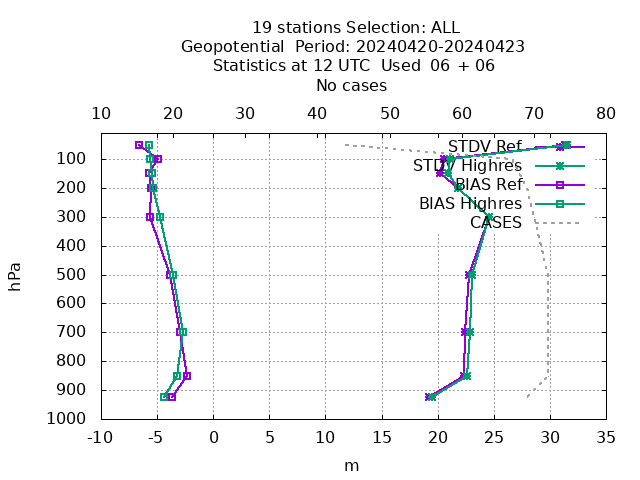 19 stations Selection: ALL
Geopotential  Period: 20240420-20240423
Statistics at 12 UTC  Used  06 + 06
No cases
10 20 30 40 50 60 70 80
STDV Ref
STDV Highres
BIAS Ref
BIAS Highres
CASES
100
200
300
400
500
600
700
800
900
1000
hPa
-10 -5 0 5 10 15 20 25 30 35
m